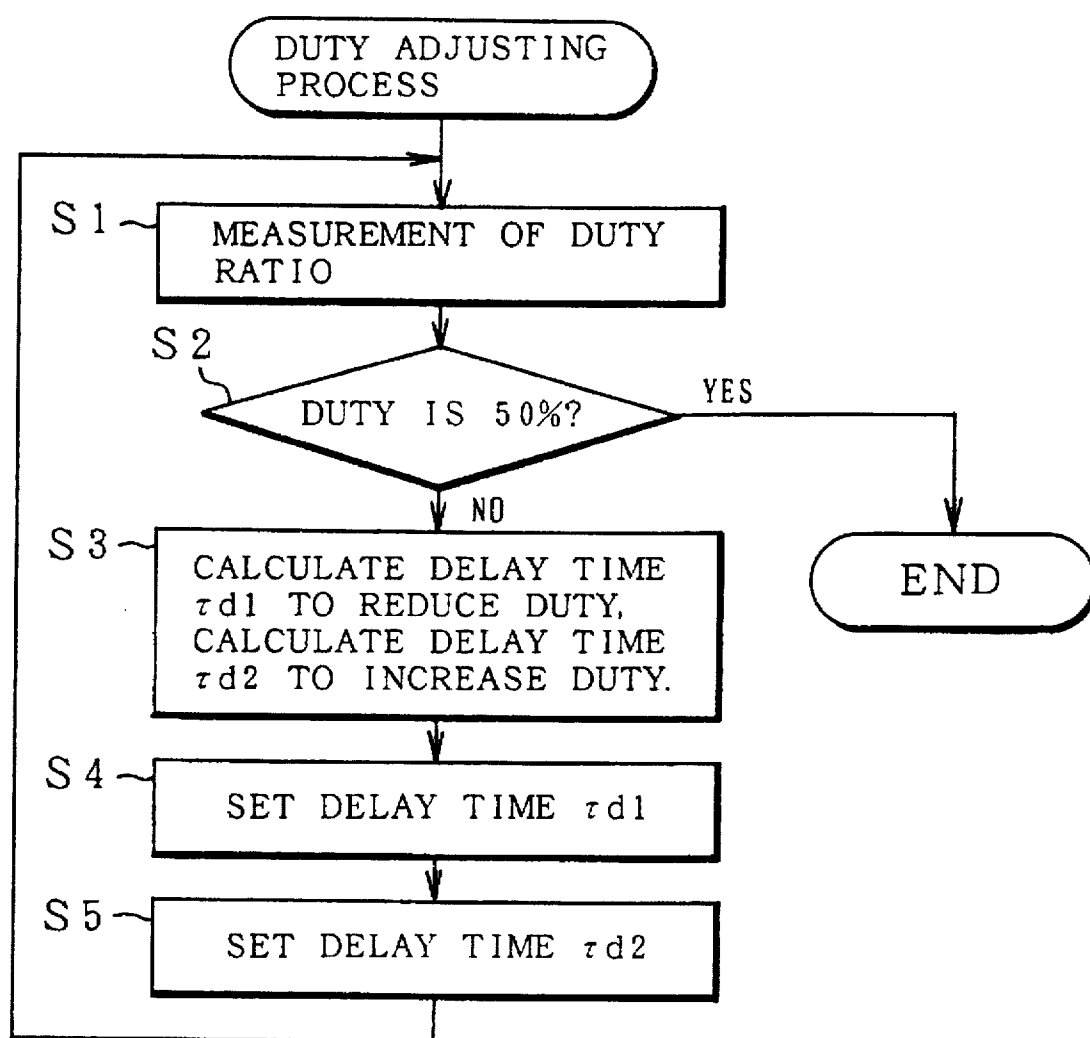 DUTY ADJUSTING
PROCESS
S1
MEASUREMENT OF DUTY
RATIO
S2
DUTY IS 50%?
YES
NO
S3
CALCULATE DELAY TIME
τd1 TO REDUCE DUTY,
CALCULATE DELAY TIME
τd2 TO INCREASE DUTY.
END
S4
SET DELAY TIME τd1
S5
SET DELAY TIME τd2